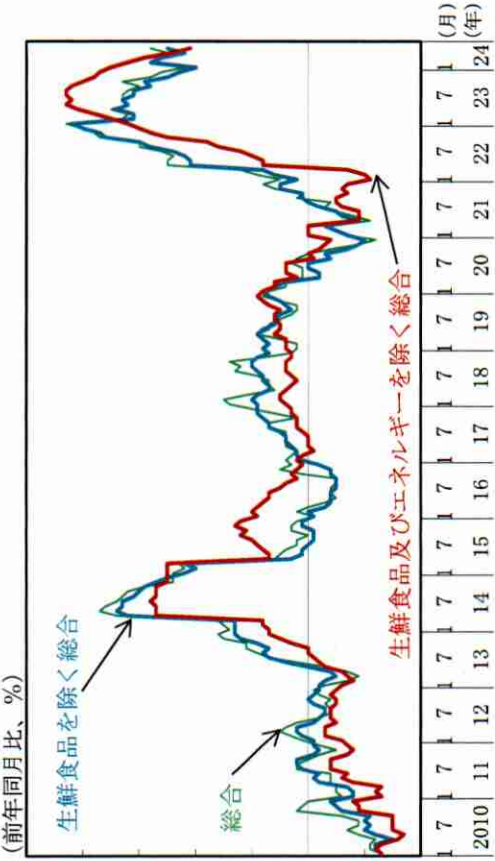 (前年同月比、%)
生鮮食品を除く総合
総合
生鮮食品及びエネルギーを除く総合
1 7 1 7 1 7 1 7 1 7 1 7 1 7 1 7 1 7 1 7 1 7 1 7 1 7 1 7 1 (月)
2010 11 12 13 14 15 16 17 18 19 20 21 22 23 24 (年)